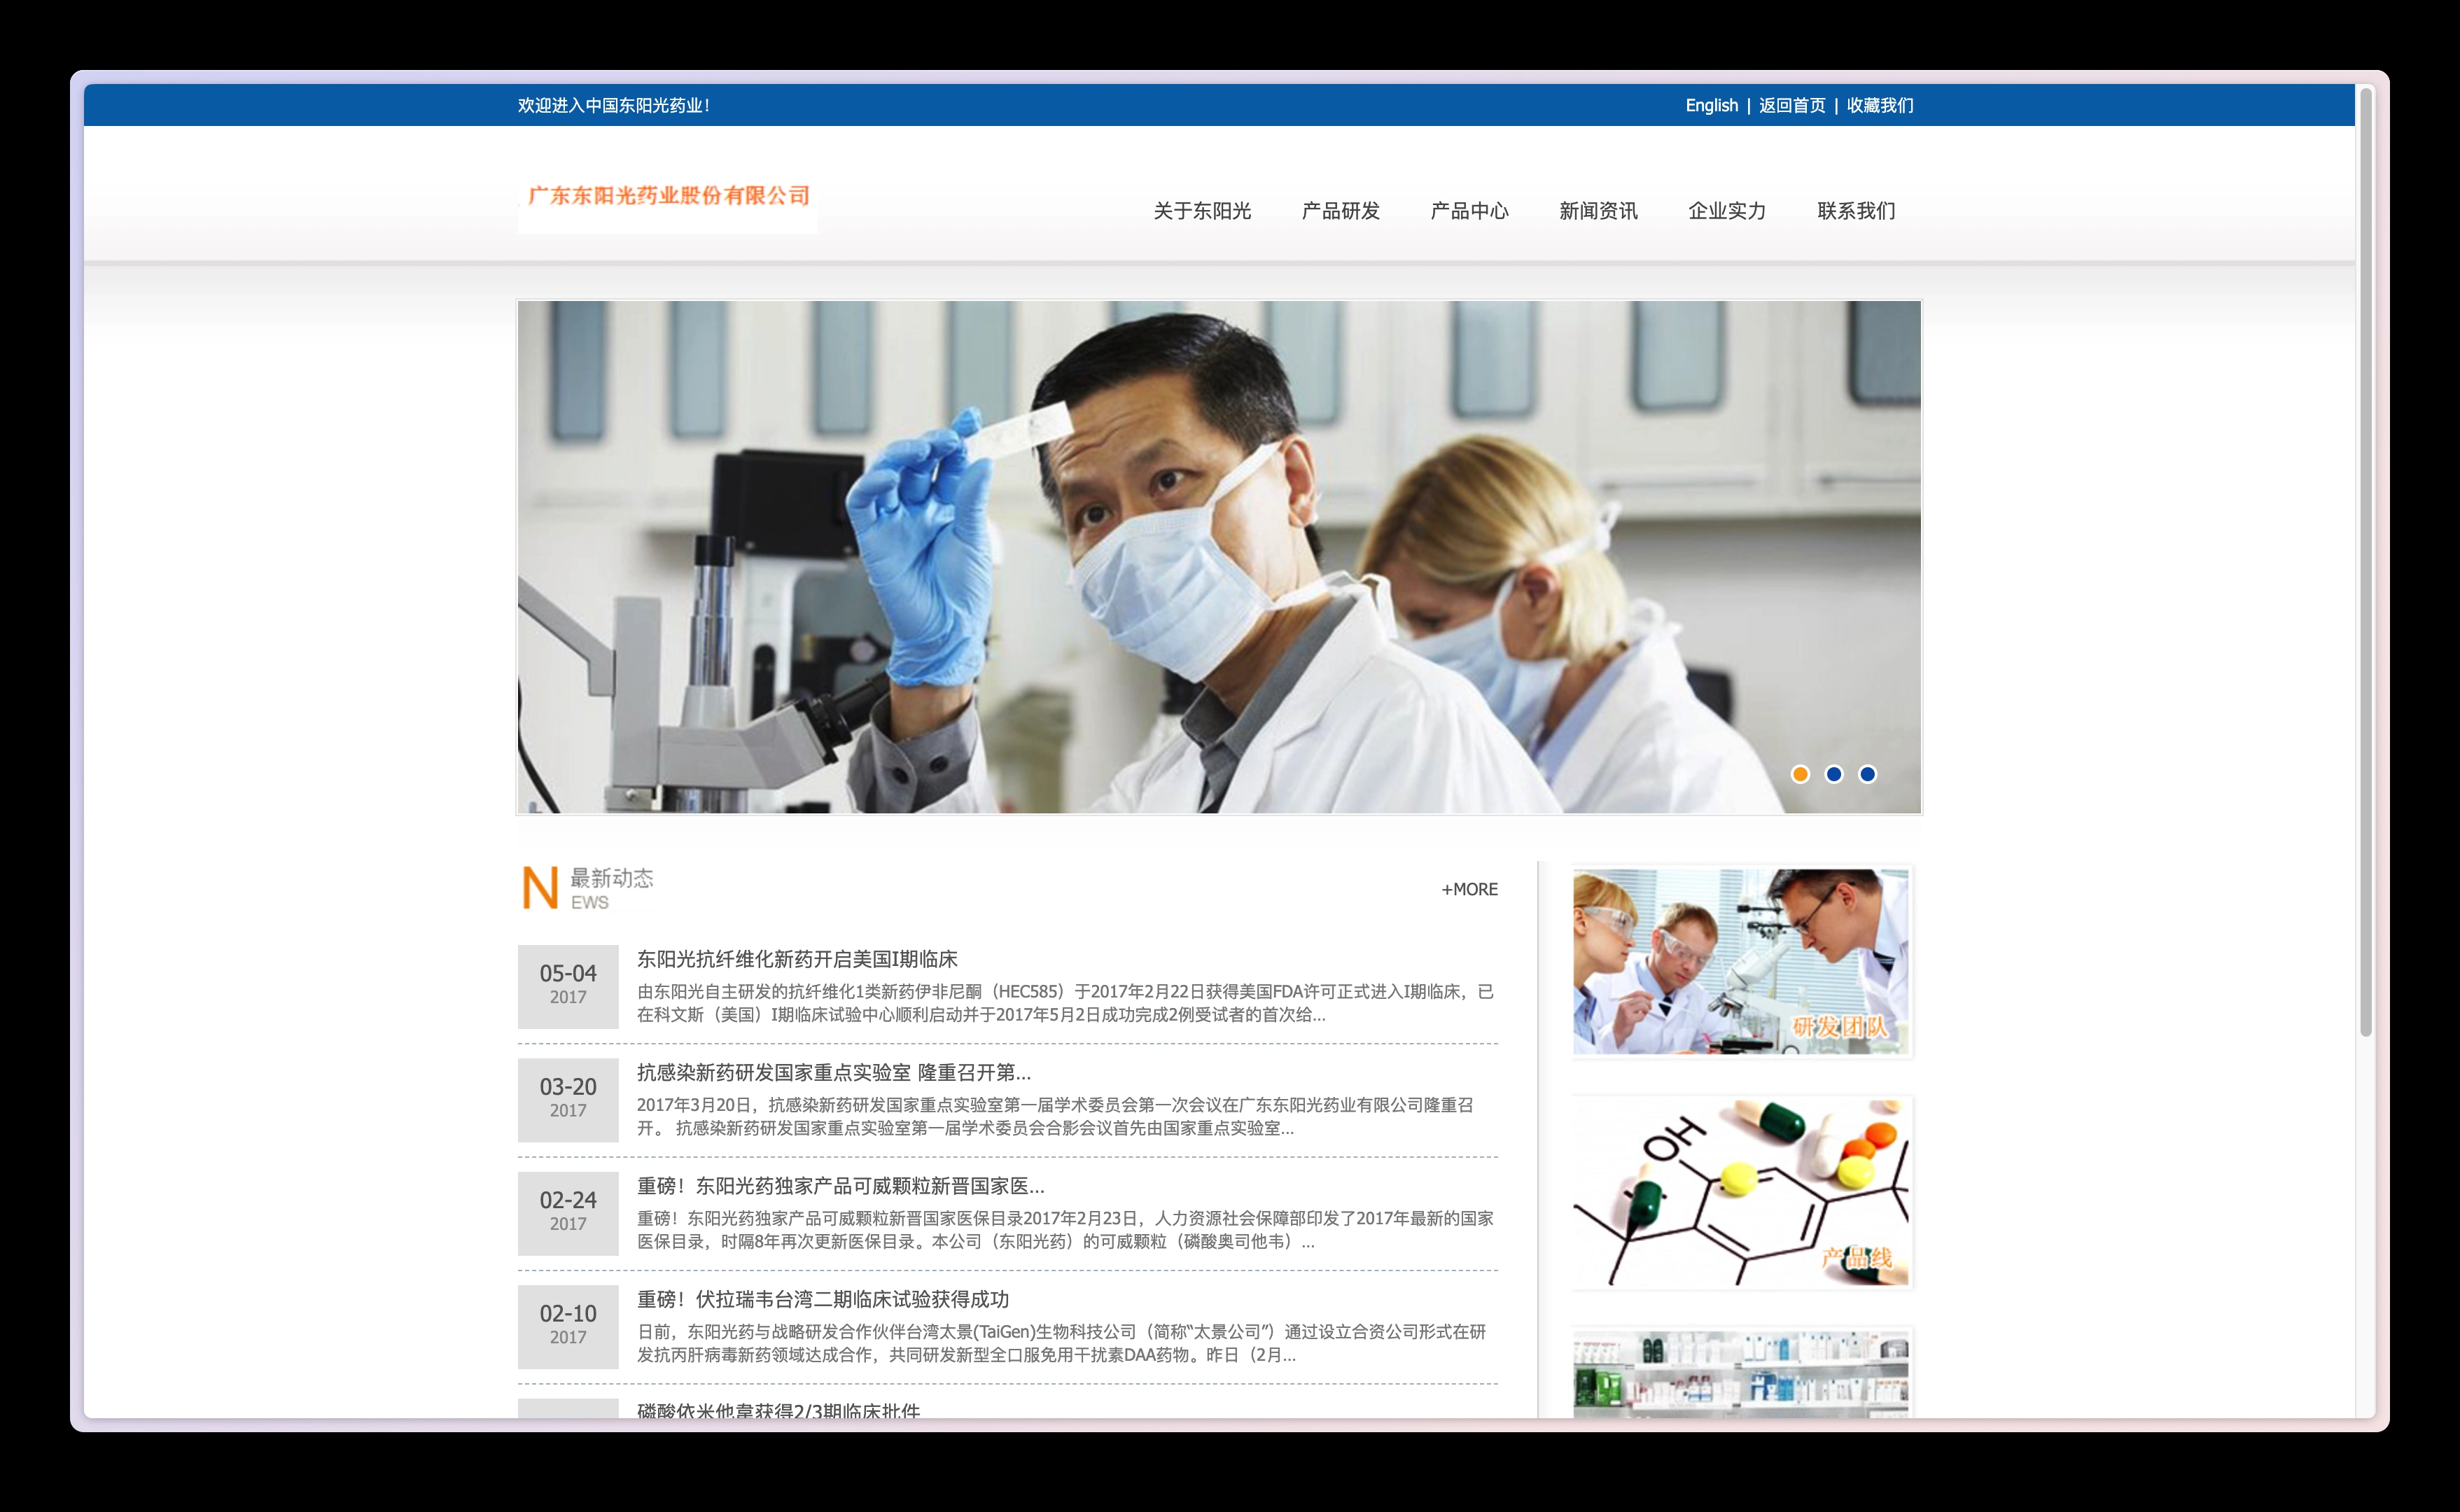 欢迎进入中国东阳光药业！
English | 返回首页 | 收藏我们
广东东阳光药业股份有限公司
关于东阳光 产品研发 产品中心 新闻资讯 企业实力 联系我们
N 最新动态
EWS
+MORE
05-04
2017
东阳光抗纤维化新药开启美国I期临床
由东阳光自主研发的抗纤维化1类新药伊非尼酮（HEC585）于2017年2月22日获得美国FDA许可正式进入I期临床，已
在科文斯（美国）I期临床试验中心顺利启动并于2017年5月2日成功完成2例受试者的首次给...
03-20
2017
抗感染新药研发国家重点实验室 隆重召开第...
2017年3月20日，抗感染新药研发国家重点实验室第一届学术委员会第一次会议在广东东阳光药业有限公司隆重召
开。 抗感染新药研发国家重点实验室第一届学术委员会合影会议首先由国家重点实验室...
02-24
2017
重磅！东阳光药独家产品可威颗粒新晋国家医...
重磅！东阳光药独家产品可威颗粒新晋国家医保目录2017年2月23日，人力资源社会保障部印发了2017年最新的国家
医保目录，时隔8年再次更新医保目录。本公司（东阳光药）的可威颗粒（磷酸奥司他韦）...
02-10
2017
重磅！伏拉瑞韦台湾二期临床试验获得成功
日前，东阳光药与战略研发合作伙伴台湾太景(TaiGen)生物科技公司（简称“太景公司”）通过设立合资公司形式在研
发抗丙肝病毒新药领域达成合作，共同研发新型全口服免用干扰素DAA药物。昨日（2月...
磷酸依米他韦获得2/3期临床批件
研发团队
OH
产品线